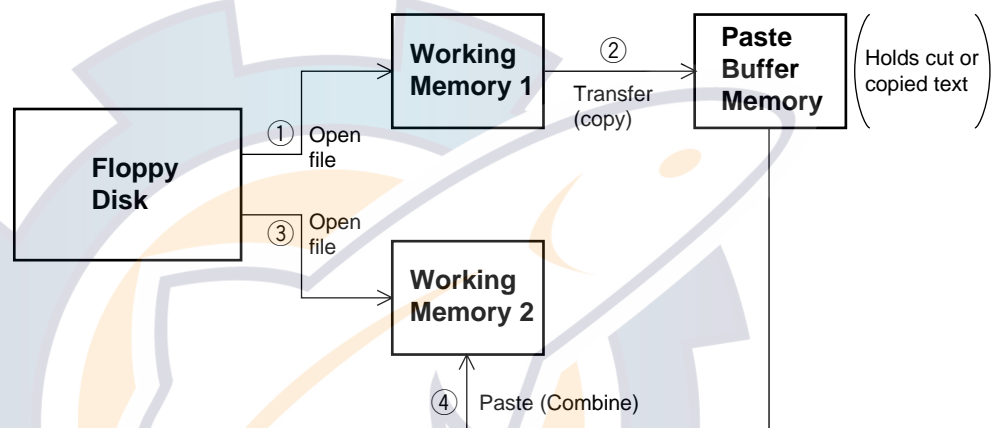 Floppy
Disk
① Open
file
Working
Memory 1
②
Transfer
(copy)
Paste
Buffer
Memory
Holds cut or
copied text
③ Open
file
Working
Memory 2
④ Paste (Combine)